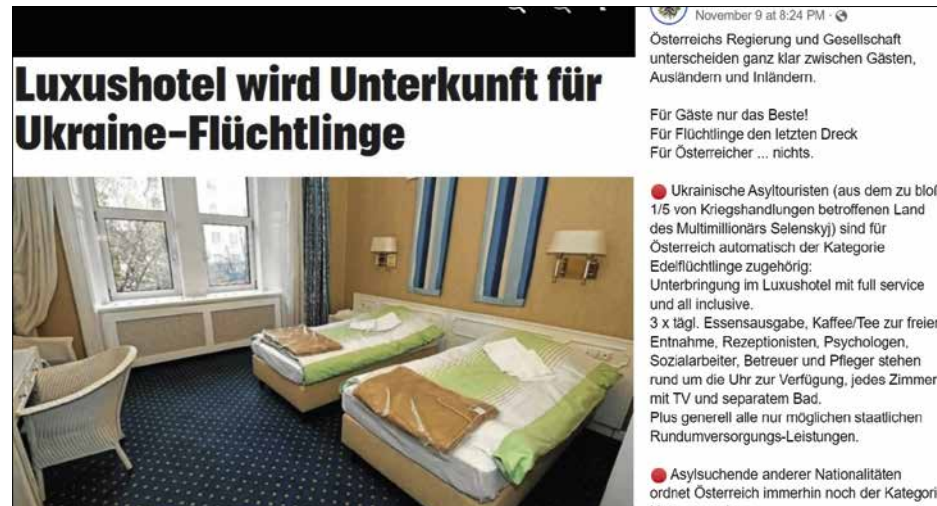 Luxushotel wird Unterkunft für
Ukraine-Flüchtlinge
November 9 at 8:24 PM ·
Österreichs Regierung und Gesellschaft
unterscheiden ganz klar zwischen Gästen,
Ausländern und Inländern.
Für Gäste nur das Beste!
Für Flüchtlinge den letzten Dreck
Für Österreicher ... nichts.
Ukrainische Asyltouristen (aus dem zu bloß
1/5 von Kriegshandlungen betroffenen Land
des Multimillionärs Selenskyj) sind für
Österreich automatisch der Kategorie
Edelflüchtlinge zugehörig:
Unterbringung im Luxushotel mit full service
und all inclusive.
3 x tägl. Essensausgabe, Kaffee/Tee zur freien
Entnahme, Rezeptionisten, Psychologen,
Sozialarbeiter, Betreuer und Pfleger stehen
rund um die Uhr zur Verfügung, jedes Zimmer
mit TV und separatem Bad.
Plus generell alle nur möglichen staatlichen
Rundumversorgungs-Leistungen.
Asylsuchende anderer Nationalitäten
ordnet Österreich immerhin noch der Kategori